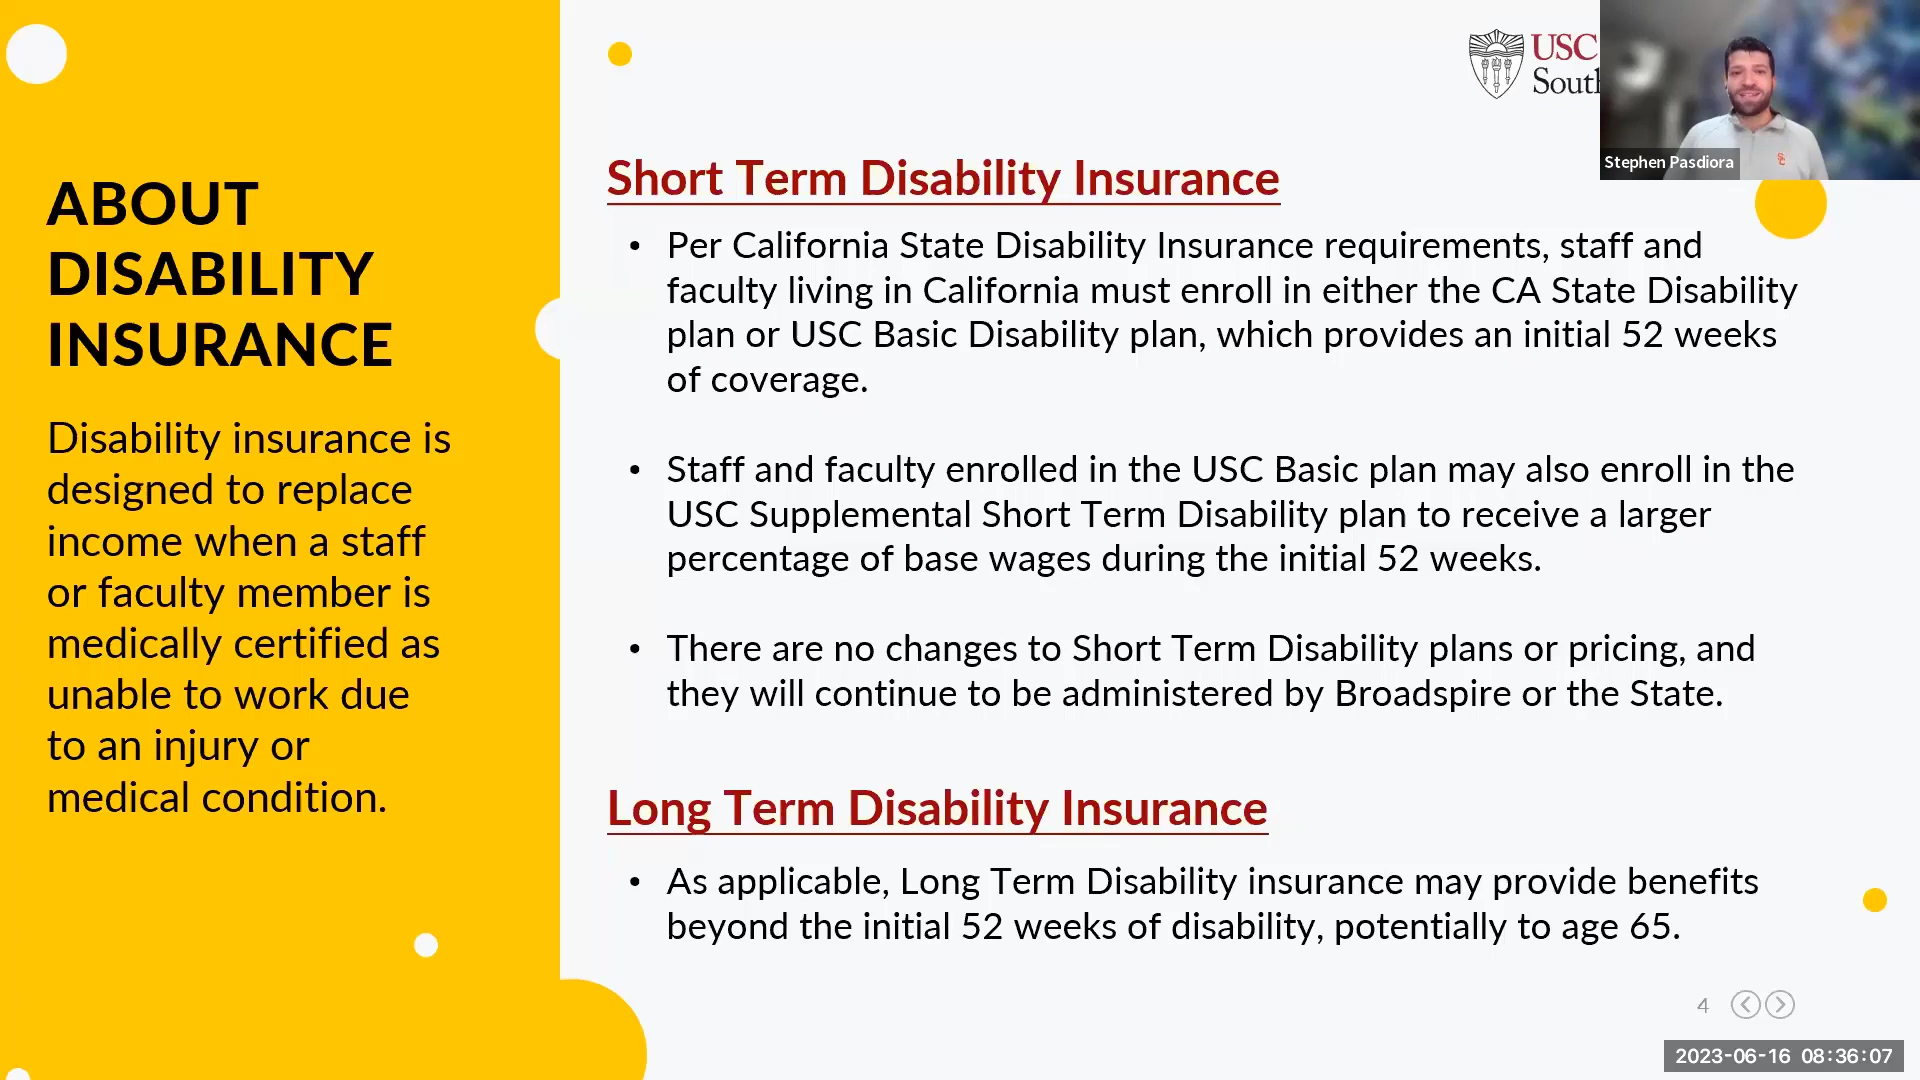 ABOUT
DISABILITY
INSURANCE
Disability insurance is
designed to replace
income when a staff
or faculty member is
medically certified as
unable to work due
to an injury or
medical condition.
USC
Stephen Pasdiora
SC
Short Term Disability Insurance
• Per California State Disability Insurance requirements, staff and
faculty living in California must enroll in either the CA State Disability
plan or USC Basic Disability plan, which provides an initial 52 weeks
of coverage.
• Staff and faculty enrolled in the USC Basic plan may also enroll in the
USC Supplemental Short Term Disability plan to receive a larger
percentage of base wages during the initial 52 weeks.
• There are no changes to Short Term Disability plans or pricing, and
they will continue to be administered by Broadspire or the State.
Long Term Disability Insurance
• As applicable, Long Term Disability insurance may provide benefits
beyond the initial 52 weeks of disability, potentially to age 65.
4
2023-06-16 08:36:07